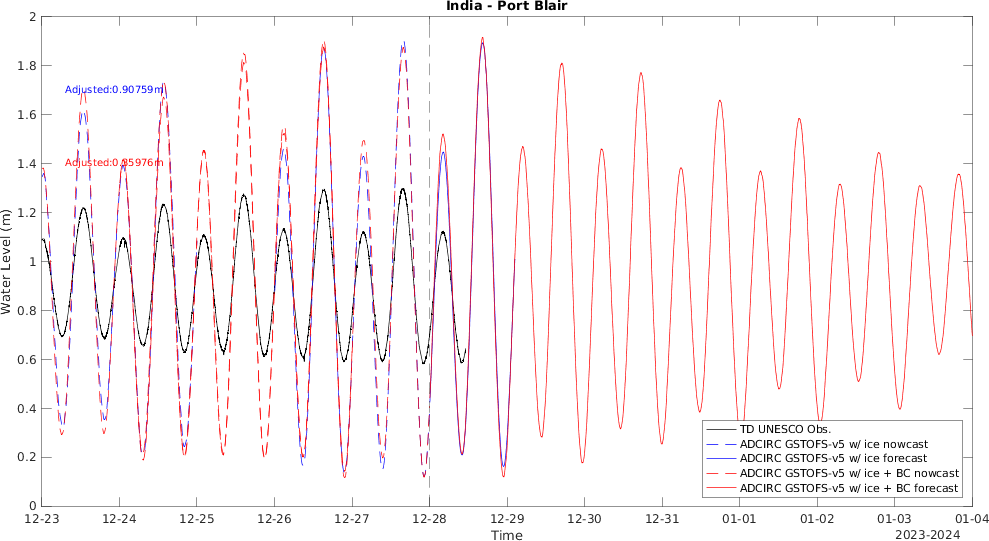 India - Port Blair
2
1.8
1.6
1.4
1.2
1
0.8
0.6
0.4
0.2
0
Water Level (m)
Adjusted:0.90759m
Adjusted:0.85976m
TD UNESCO Obs.
ADCIRC GSTOFS-v5 w/ ice nowcast
ADCIRC GSTOFS-v5 w/ ice forecast
ADCIRC GSTOFS-v5 w/ ice + BC nowcast
ADCIRC GSTOFS-v5 w/ ice + BC forecast
12-23 12-24 12-25 12-26 12-27 12-28 12-29 12-30 12-31 01-01 01-02 01-03 01-04
Time
2023-2024